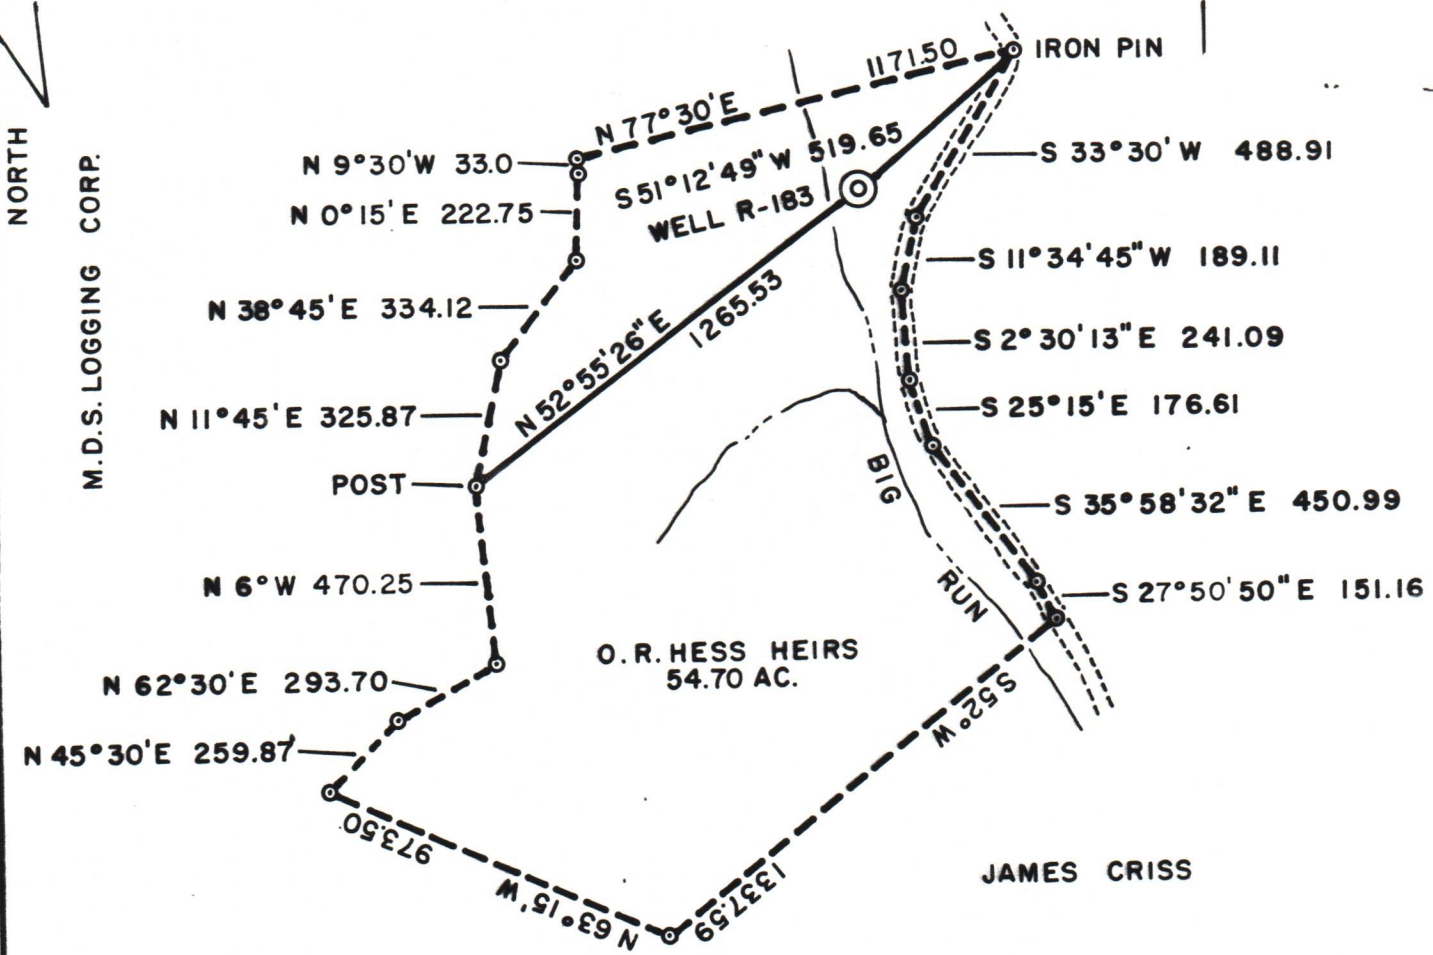 IRON PIN
1171.50
N 77°30'E
NORTH
M.D.S. LOGGING CORP.
N 9°30'W 33.0
S 51°12'49" W 519.65
WELL R-183
S 33°30' W 488.91
N 0°15' E 222.75
S 11°34'45" W 189.11
N 38°45' E 334.12
N 52°55'26" E
1265.53
S 2°30'13" E 241.09
N 11°45' E 325.87
S 25°15' E 176.61
POST
BIG RUN
S 35°58'32" E 450.99
N 6° W 470.25
S 27°50'50" E 151.16
O.R. HESS HEIRS
54.70 AC.
N 62°30' E 293.70
S 52° W
1337.59
N 45°30'E 259.87'
973.50
N 63°15' W
JAMES CRISS